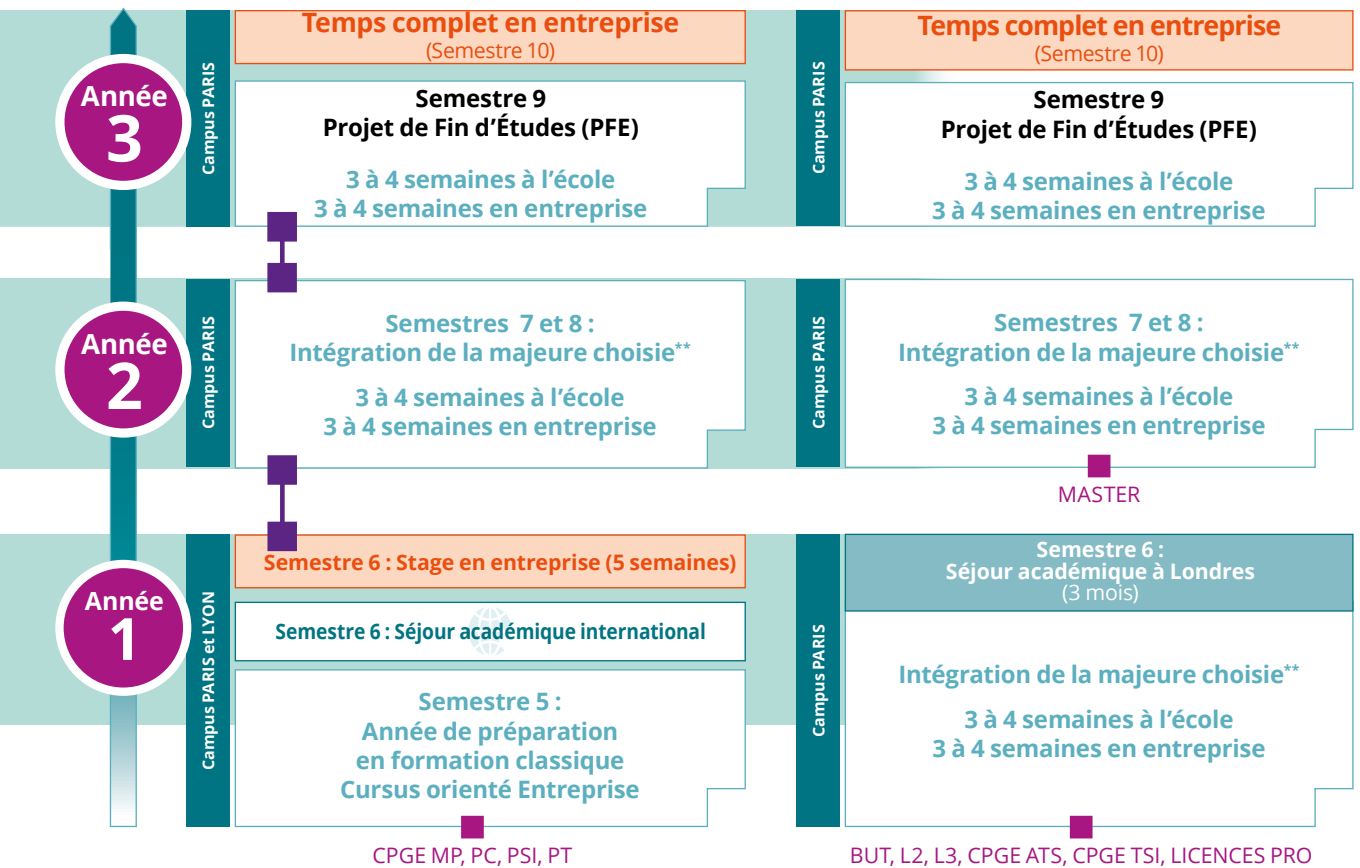 Année
3
Campus PARIS
Temps complet en entreprise
(Semestre 10)
Semestre 9
Projet de Fin d’Études (PFE)
3 à 4 semaines à l’école
3 à 4 semaines en entreprise
Campus PARIS
Temps complet en entreprise
(Semestre 10)
Semestre 9
Projet de Fin d’Études (PFE)
3 à 4 semaines à l’école
3 à 4 semaines en entreprise
Année
2
Campus PARIS
Semestres 7 et 8 :
Intégration de la majeure choisie**
3 à 4 semaines à l’école
3 à 4 semaines en entreprise
Campus PARIS
Semestres 7 et 8 :
Intégration de la majeure choisie**
3 à 4 semaines à l’école
3 à 4 semaines en entreprise
MASTER
Année
1
Campus PARIS et LYON
Semestre 6 : Stage en entreprise (5 semaines)
Semestre 6 : Séjour académique international
Semestre 5 :
Année de préparation
en formation classique
Cursus orienté Entreprise
CPGE MP, PC, PSI, PT
Campus PARIS
Semestre 6 :
Séjour académique à Londres
(3 mois)
Intégration de la majeure choisie**
3 à 4 semaines à l’école
3 à 4 semaines en entreprise
BUT, L2, L3, CPGE ATS, CPGE TSI, LICENCES PRO